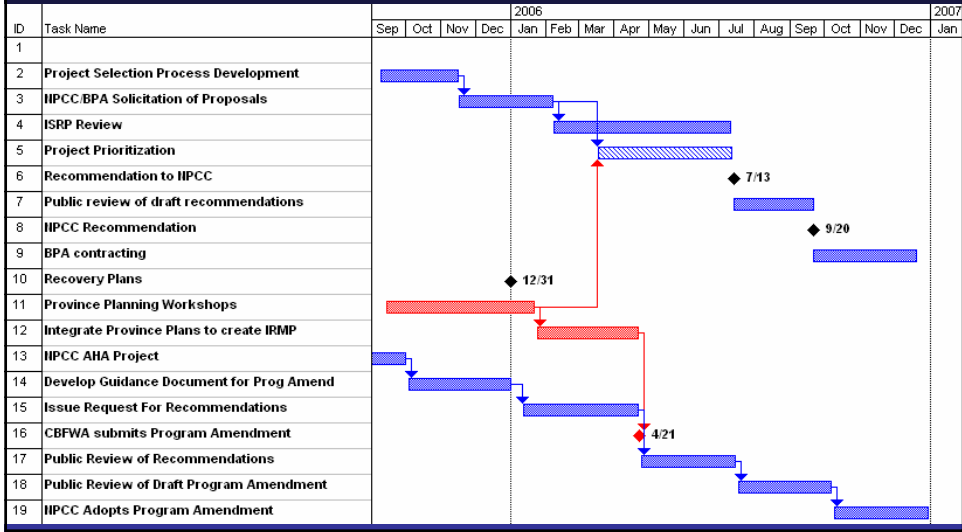 2006 2007
ID Task Name Sep Oct Nov Dec Jan Feb Mar Apr May Jun Jul Aug Sep Oct Nov Dec Jan
1
2 Project Selection Process Development
3 NPCC/BPA Solicitation of Proposals
4 ISRP Review
5 Project Prioritization
6 Recommendation to NPCC 7/13
7 Public review of draft recommendations
8 NPCC Recommendation 9/20
9 BPA contracting
10 Recovery Plans 12/31
11 Province Planning Workshops
12 Integrate Province Plans to create IRMP
13 NPCC AHA Project
14 Develop Guidance Document for Prog Amend
15 Issue Request For Recommendations
16 CBFWA submits Program Amendment 4/21
17 Public Review of Recommendations
18 Public Review of Draft Program Amendment
19 NPCC Adopts Program Amendment